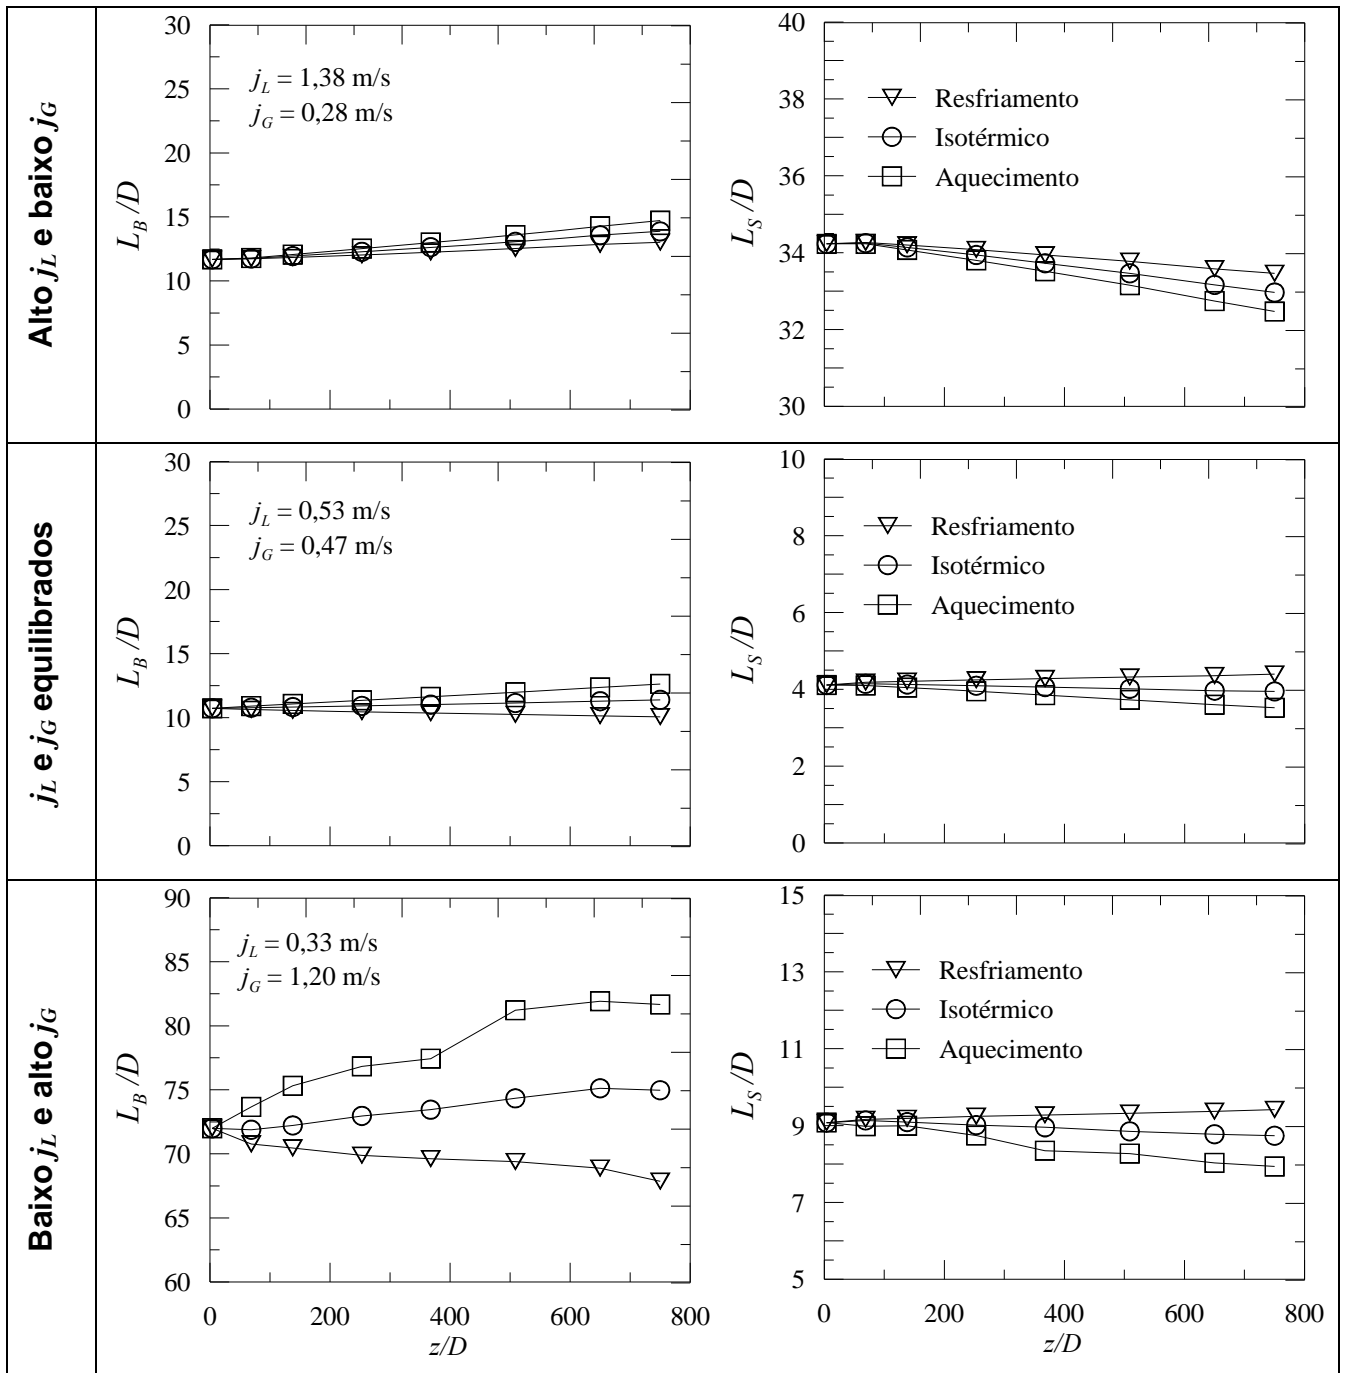 Alto jL e baixo jG
30
25
20
15
10
5
0
LB/D
jL = 1,38 m/s
jG = 0,28 m/s
40
38
36
34
32
30
LS/D
Resfriamento
Isotérmico
Aquecimento
jL e jG equilibrados
30
25
20
15
10
5
0
LB/D
jL = 0,53 m/s
jG = 0,47 m/s
10
8
6
4
2
0
LS/D
Resfriamento
Isotérmico
Aquecimento
Baixo jL e alto jG
90
85
80
75
70
65
60
LB/D
jL = 0,33 m/s
jG = 1,20 m/s
0 200 400 600 800
z/D
15
13
11
9
7
5
LS/D
Resfriamento
Isotérmico
Aquecimento
0 200 400 600 800
z/D